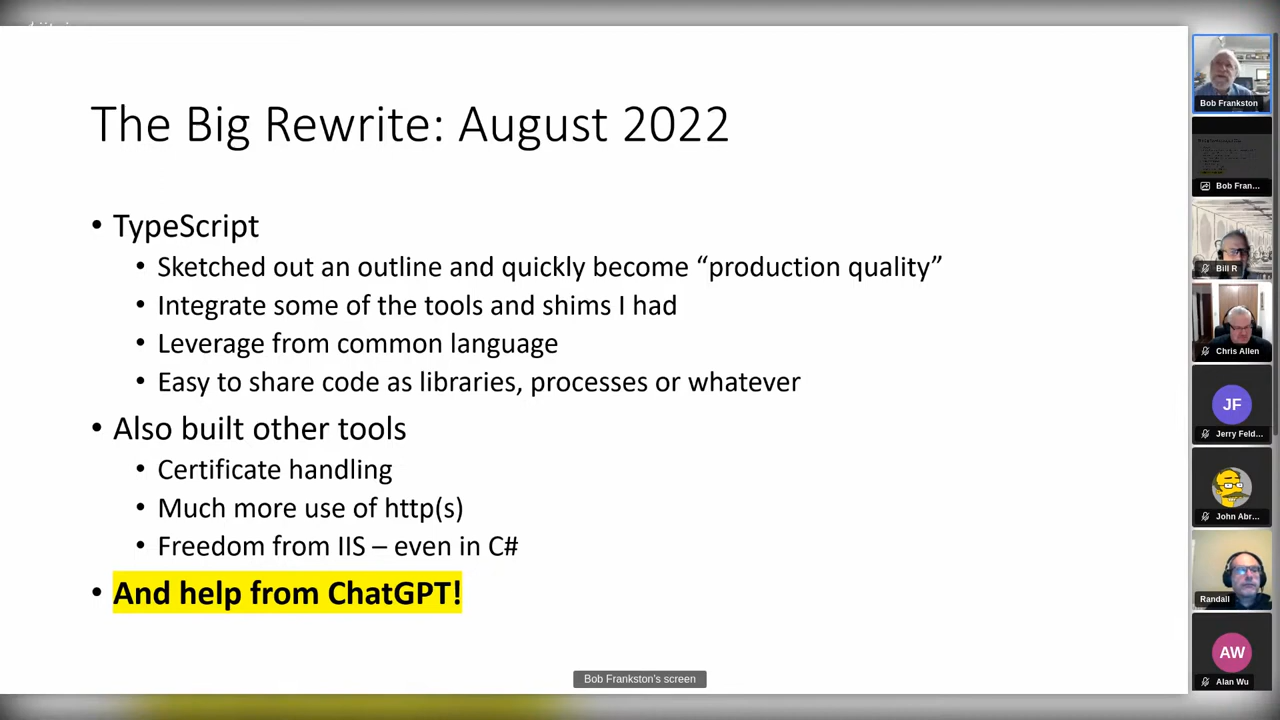 The Big Rewrite: August 2022
• TypeScript
• Sketched out an outline and quickly become “production quality”
• Integrate some of the tools and shims I had
• Leverage from common language
• Easy to share code as libraries, processes or whatever
• Also built other tools
• Certificate handling
• Much more use of http(s)
• Freedom from IIS – even in C#
• And help from ChatGPT!
Bob Frankston's screen
Bob Frankston
Bob Fran...
Bill R
Chris Allen
JF
Jerry Feld...
John Abr...
Randall
AW
Alan Wu